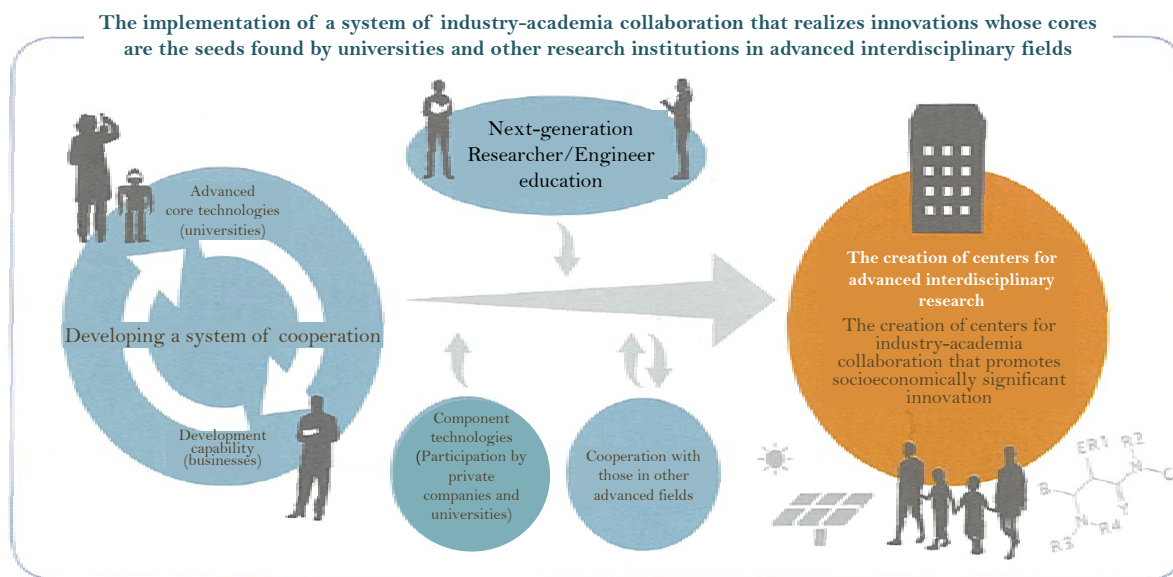 The implementation of a system of industry-academia collaboration that realizes innovations whose cores
are the seeds found by universities and other research institutions in advanced interdisciplinary fields
Next-generation
Researcher/Engineer
education
Advanced
core technologies
(universities)
Developing a system of cooperation
Development
capability
(businesses)
Component
technologies
(Participation by
private
companies and
universities)
Cooperation with
those in other
advanced fields
The creation of centers for
advanced interdisciplinary
research
The creation of centers for
industry-academia
collaboration that promotes
socioeconomically significant
innovation
ER1
R2
N
C
B
Y
N
R4
R3